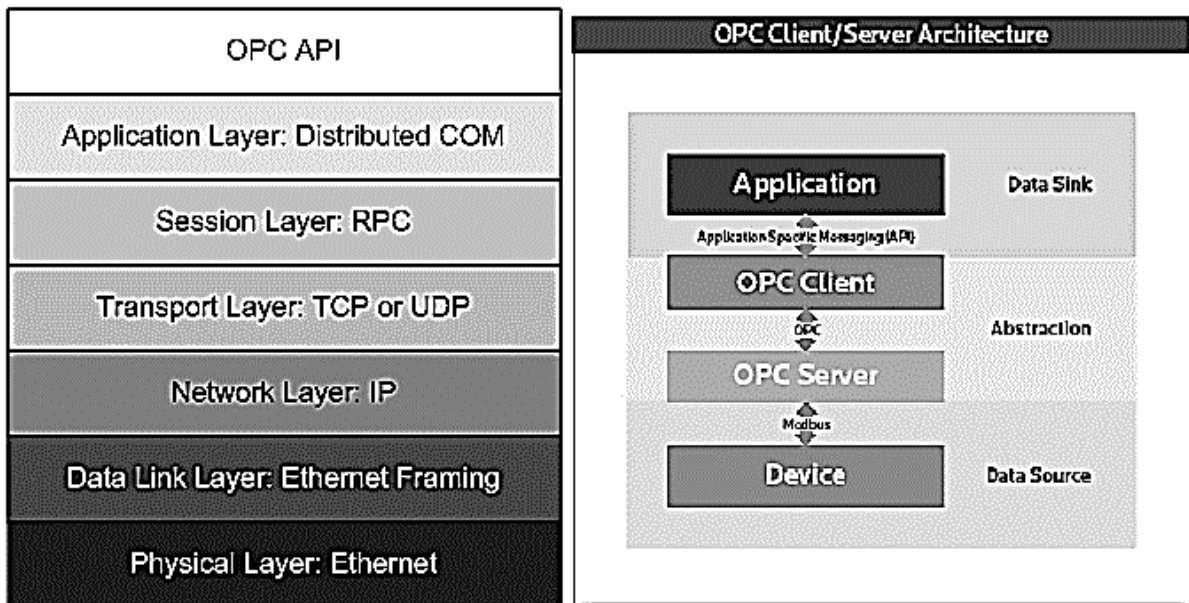 OPC API
Application Layer: Distributed COM
Session Layer: RPC
Transport Layer: TCP or UDP
Network Layer: IP
Data Link Layer: Ethernet Framing
Physical Layer: Ethernet
OPC Client/Server Architecture
Application
Data Sink
Application Specific Messaging (API)
OPC Client
OPC
Abstraction
OPC Server
Modbus
Device
Data Source